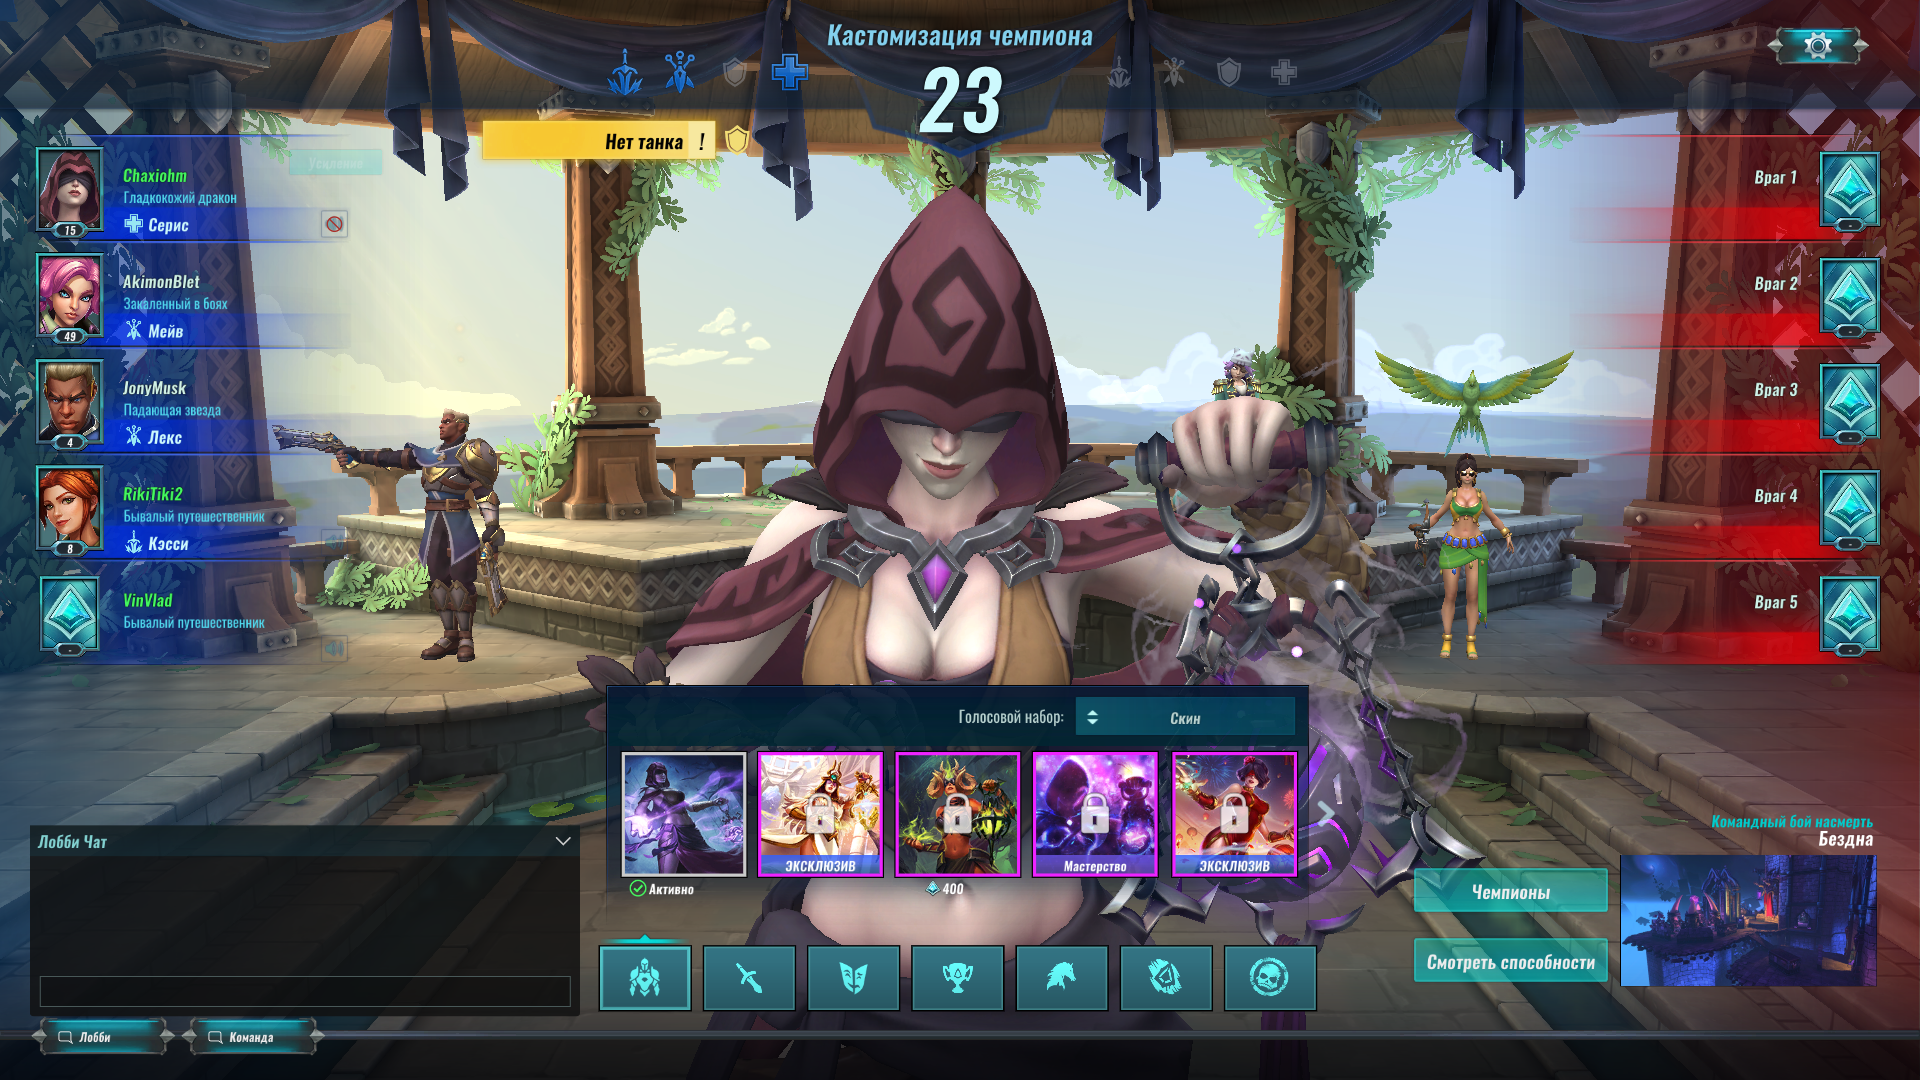 Кастомизация чемпиона
23
Нет танка !
Усиления
Chaxiohm
Гладкокожий дракон
Серис
15
AkimonBlet
Закаленный в боях
Мейв
49
JonyMusk
Падающая звезда
Лекс
4
RikiTiki2
Бывалый путешественник
Кэсси
8
VinVlad
Бывалый путешественник
-
Враг 1
-
Враг 2
-
Враг 3
-
Враг 4
-
Враг 5
-
Голосовой набор:
Скин
ЭКСКЛЮЗИВ
Мастерство
ЭКСКЛЮЗИВ
Активно
400
Лобби Чат
Командный бой насмерть
Бездна
Чемпионы
Смотреть способности
Лобби
Команда